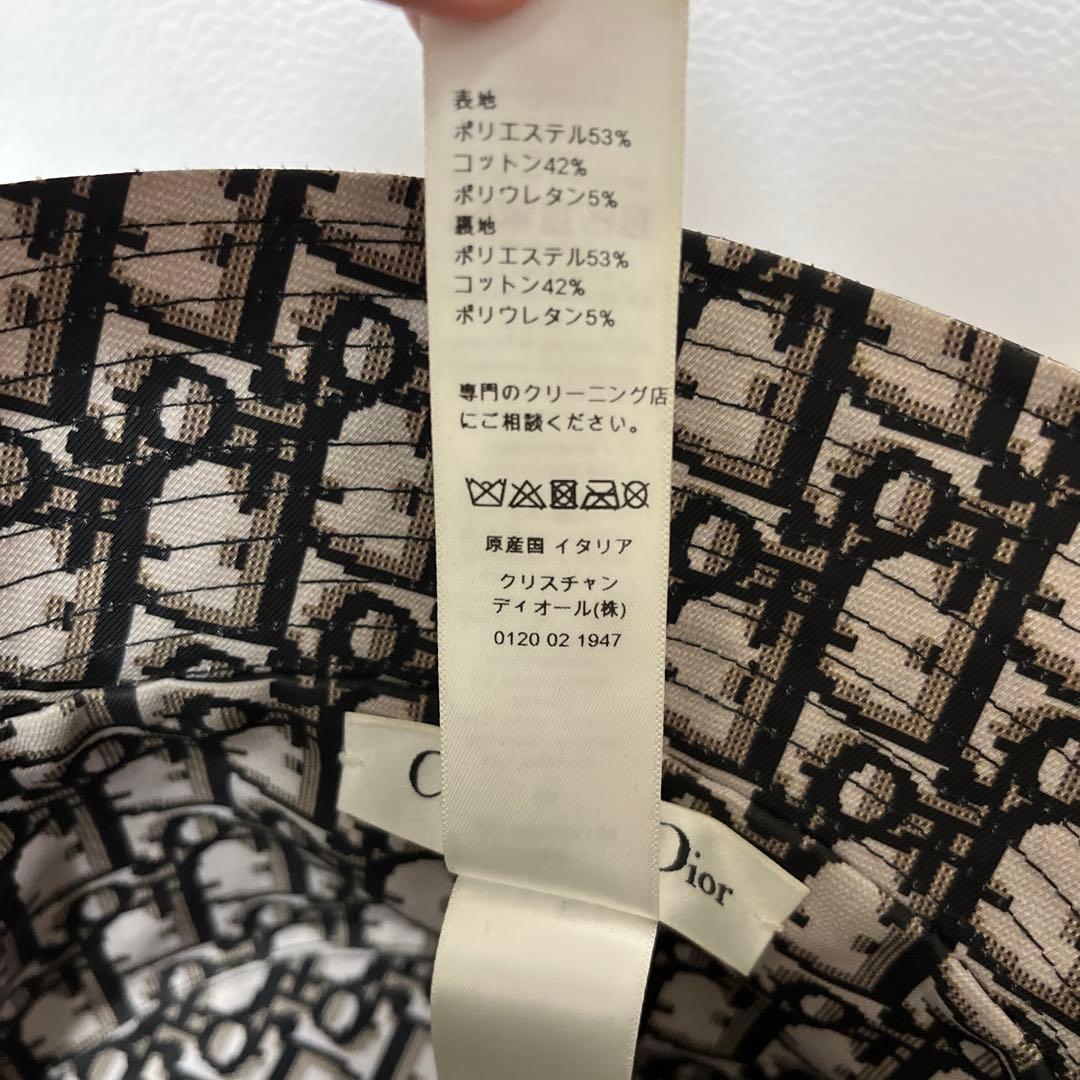 表地
ポリエステル53%
コットン42%
ポリウレタン5%
裏地
ポリエステル53%
コットン42%
ポリウレタン5%
専門のクリーニング店
にご相談ください。
原産国 イタリア
クリスチャン
ディオール(株)
0120 02 1947
Dior